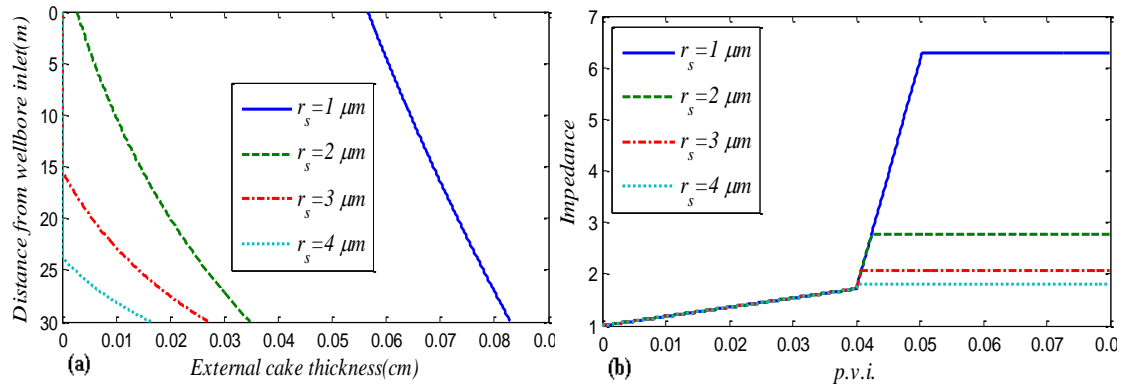 Distance from wellbore inlet(m)
0
5
10
15
20
25
30
r_s=1 μm
r_s=2 μm
r_s=3 μm
r_s=4 μm
0 0.01 0.02 0.03 0.04 0.05 0.06 0.07 0.08 0.0
(a)
External cake thickness(cm)
Impedance
7
6
5
4
3
2
1
r_s=1 μm
r_s=2 μm
r_s=3 μm
r_s=4 μm
0 0.01 0.02 0.03 0.04 0.05 0.06 0.07 0.0
(b)
p.v.i.